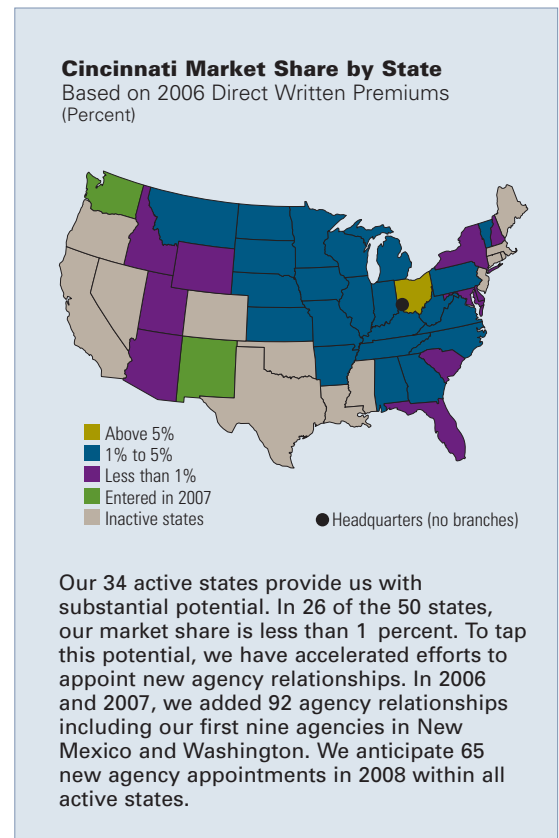 Cincinnati Market Share by State
Based on 2006 Direct Written Premiums
(Percent)
Above 5%
1% to 5%
Less than 1%
Entered in 2007
Inactive states
Headquarters (no branches)
Our 34 active states provide us with
substantial potential. In 26 of the 50 states,
our market share is less than 1 percent. To tap
this potential, we have accelerated efforts to
appoint new agency relationships. In 2006
and 2007, we added 92 agency relationships
including our first nine agencies in New
Mexico and Washington. We anticipate 65
new agency appointments in 2008 within all
active states.